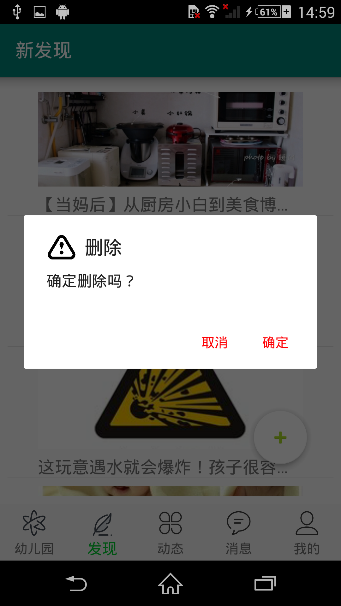 61%
14:59
新发现
photo by
【当妈后】从厨房小白到美食博...
删除
确定删除吗？
取消
确定
这玩意遇水就会爆炸！孩子很容...
幼儿园
发现
动态
消息
我的